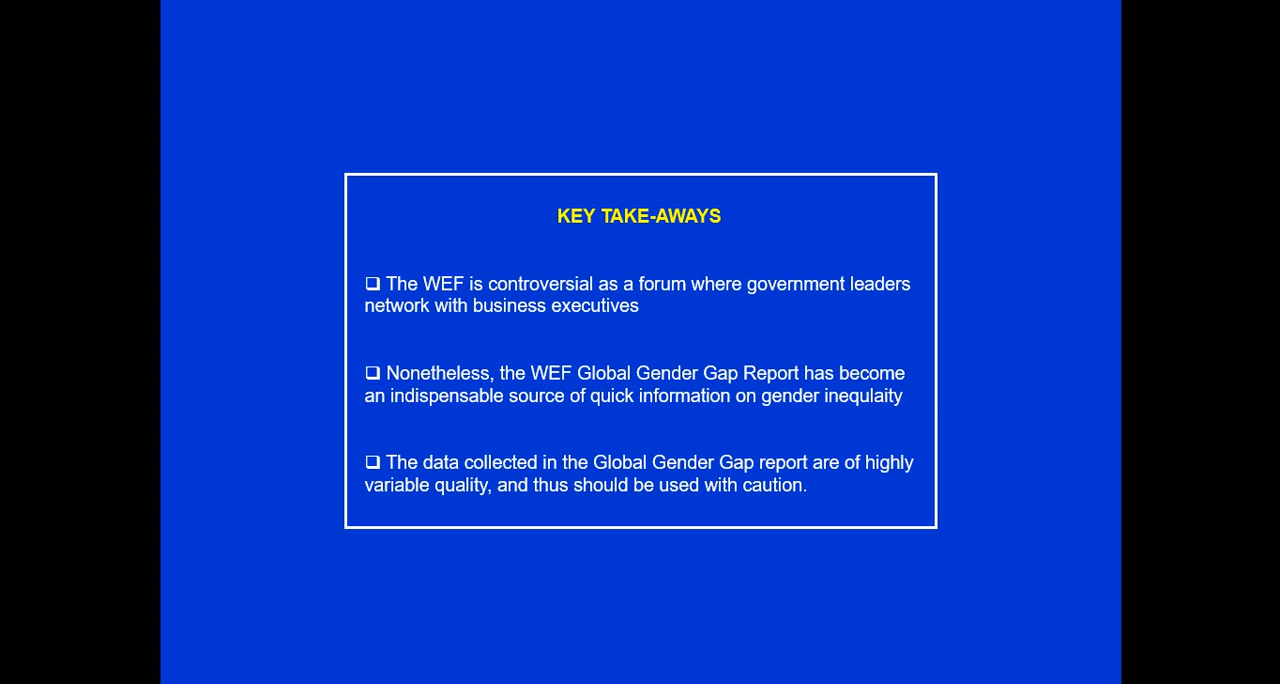 KEY TAKE-AWAYS
❑ The WEF is controversial as a forum where government leaders
network with business executives
❑ Nonetheless, the WEF Global Gender Gap Report has become
an indispensable source of quick information on gender inequlaity
❑ The data collected in the Global Gender Gap report are of highly
variable quality, and thus should be used with caution.